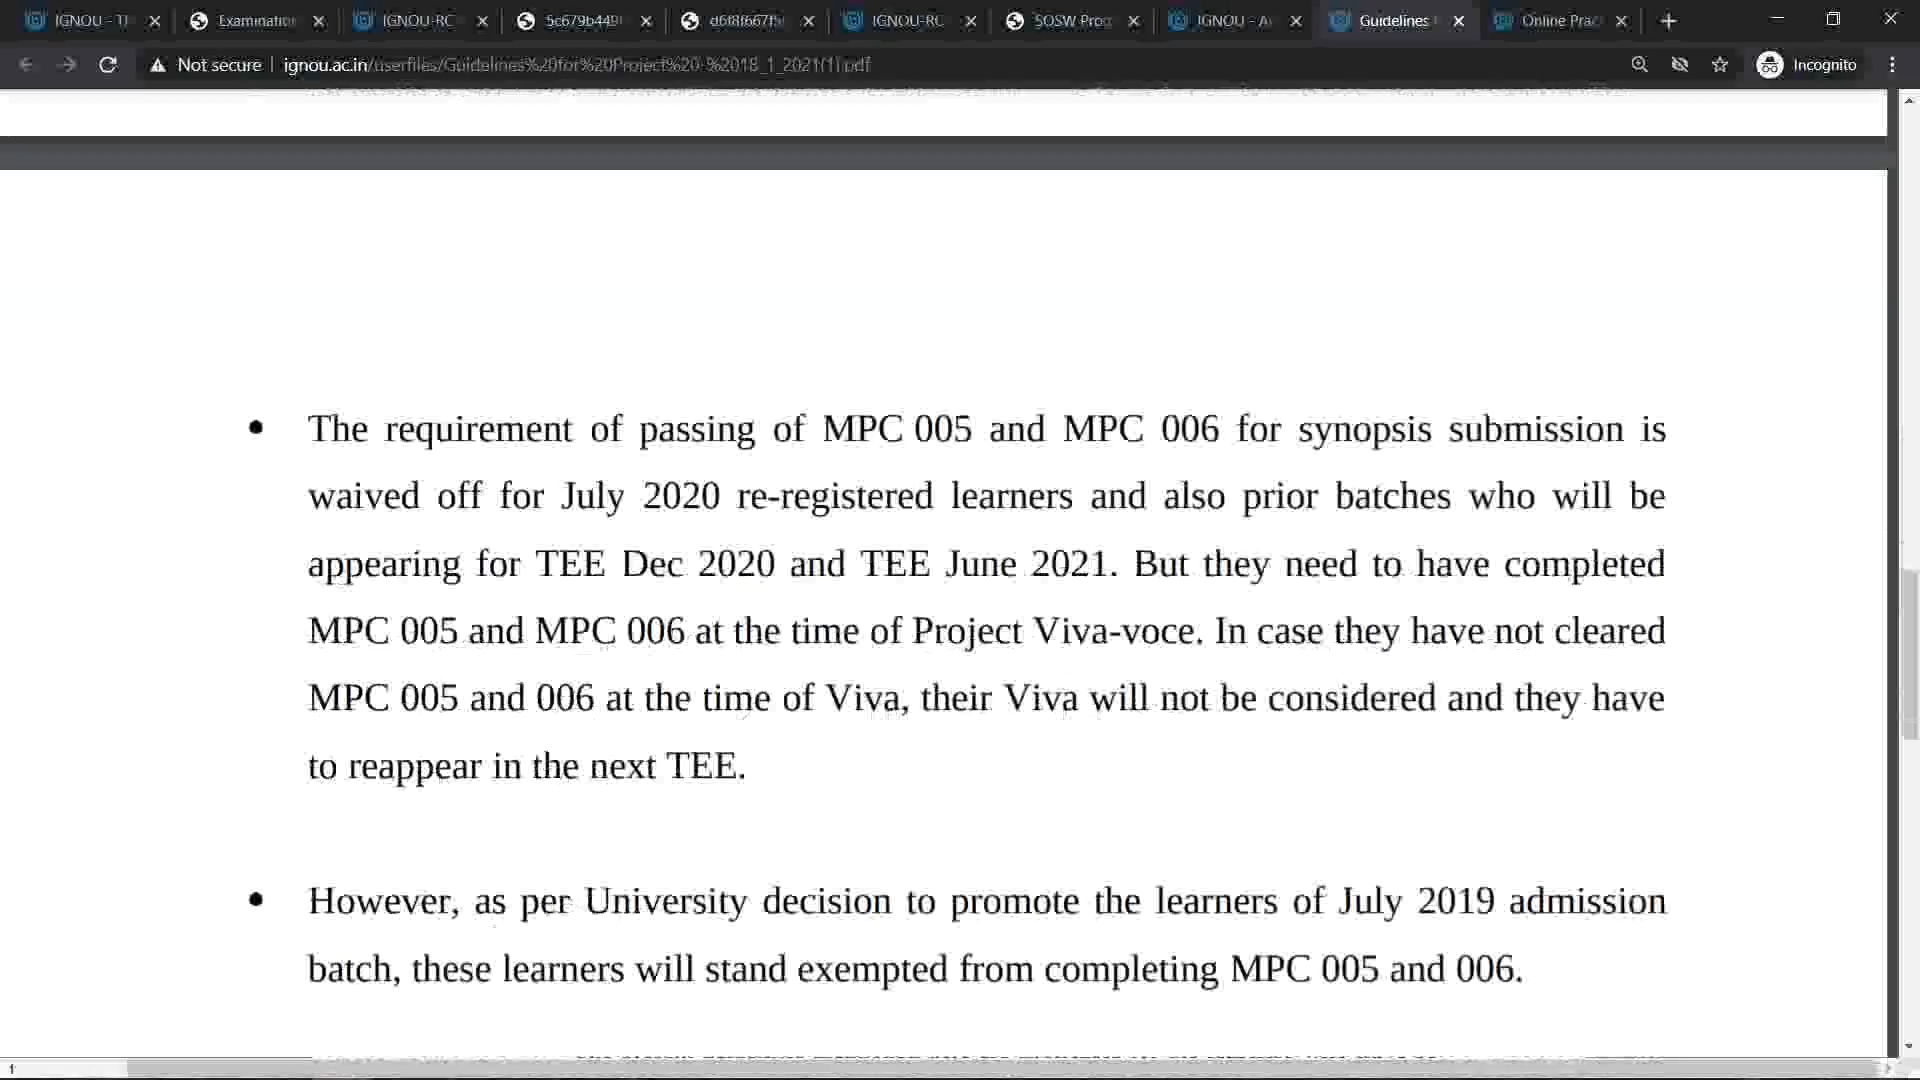 IGNOU - T
Examination
IGNOU-RC
5c679b449
d6f8f667f5
IGNOU-RC
SOSW Prog
IGNOU - A
Guidelines
Online Prac
Not secure | ignou.ac.in/userfiles/Guidelines%20for%20Project%20-%2018_1_2021(1).pdf
Incognito
• The requirement of passing of MPC 005 and MPC 006 for synopsis submission is
waived off for July 2020 re-registered learners and also prior batches who will be
appearing for TEE Dec 2020 and TEE June 2021. But they need to have completed
MPC 005 and MPC 006 at the time of Project Viva-voce. In case they have not cleared
MPC 005 and 006 at the time of Viva, their Viva will not be considered and they have
to reappear in the next TEE.
• However, as per University decision to promote the learners of July 2019 admission
batch, these learners will stand exempted from completing MPC 005 and 006.